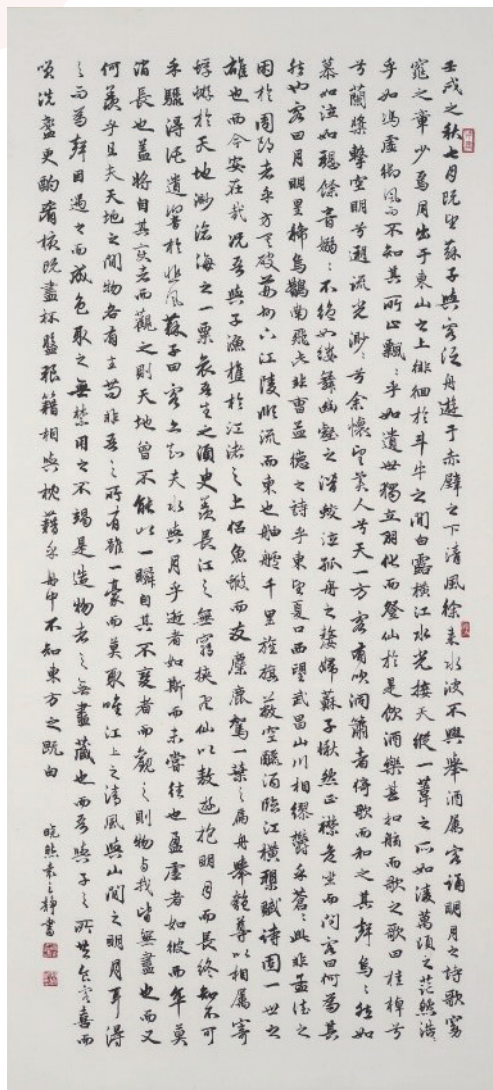 壬戌之秋七月既望蘇子與客泛舟遊于赤壁之下清風徐來水波不興舉酒屬客誦明月之詩歌窈
窕之章少焉月出于東山之上徘徊於斗牛之間白露橫江水光接天縱一葦之所如淩萬頃之茫然浩
乎如馮虛御風而不知其所止飄〻乎如遺世獨立羽化而登仙於是飲酒樂甚扣舷而歌之歌曰桂棹兮
兮蘭槳擊空明兮遡流光渺〻兮余懷望美人兮天一方客有吹洞簫者倚歌而和之其聲烏〻然如
慕如泣如愬餘音嫋〻不絕如縷舞幽壑之潛蛟泣孤舟之嫠婦蘇子愀然正襟危坐而問客曰何為其
然也客曰月明星稀烏鵲南飛此非曹孟德之詩乎東望夏口西望武昌山川相繆鬱乎蒼〻此非孟德之
困於周郎者乎方其破荊州下江陵順流而東也舳艫千里旌旗蔽空釃酒臨江橫槊賦詩固一世之
雄也而今安在哉況吾與子漁樵於江渚之上侶魚蝦而友麋鹿駕一葉之扁舟舉匏尊以相屬寄
蜉蝣於天地渺滄海之一粟哀吾生之須臾羨長江之無窮挾飛仙以遨遊抱明月而長終知不可
乎驟得託遺響於悲風蘇子曰客亦知夫水與月乎逝者如斯而未嘗往也盈虛者如彼而卒莫
消長也蓋將自其變者而觀之則天地曾不能以一瞬自其不變者而觀之則物与我皆無盡也而又
何羨乎且夫天地之間物各有主苟非吾之所有雖一豪而莫取唯江上之清風與山間之明月耳得
之而為聲目遇之而成色取之無禁用之不竭是造物者之無盡藏也而吾與子之所共食客喜而
笑洗盞更酌肴核既盡杯盤狼籍相與枕藉乎舟中不知東方之既白 靜書